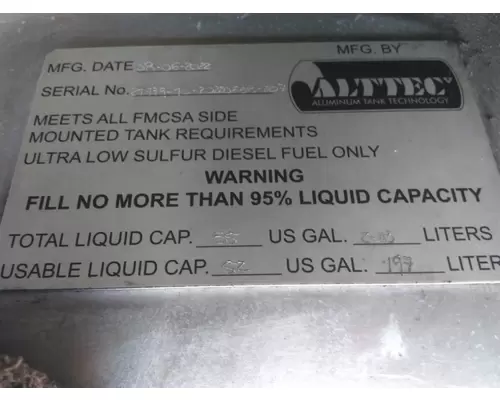 MFG. BY
MFG. DATE
ALTTEC
SERIAL No.
ALUMINUM TANK TECHNOLOGY
MEETS ALL FMCSA SIDE
MOUNTED TANK REQUIREMENTS
ULTRA LOW SULFUR DIESEL FUEL ONLY
WARNING
FILL NO MORE THAN 95% LIQUID CAPACITY
TOTAL LIQUID CAP. US GAL. LITERS
USABLE LIQUID CAP. 52 US GAL. 197 LITER